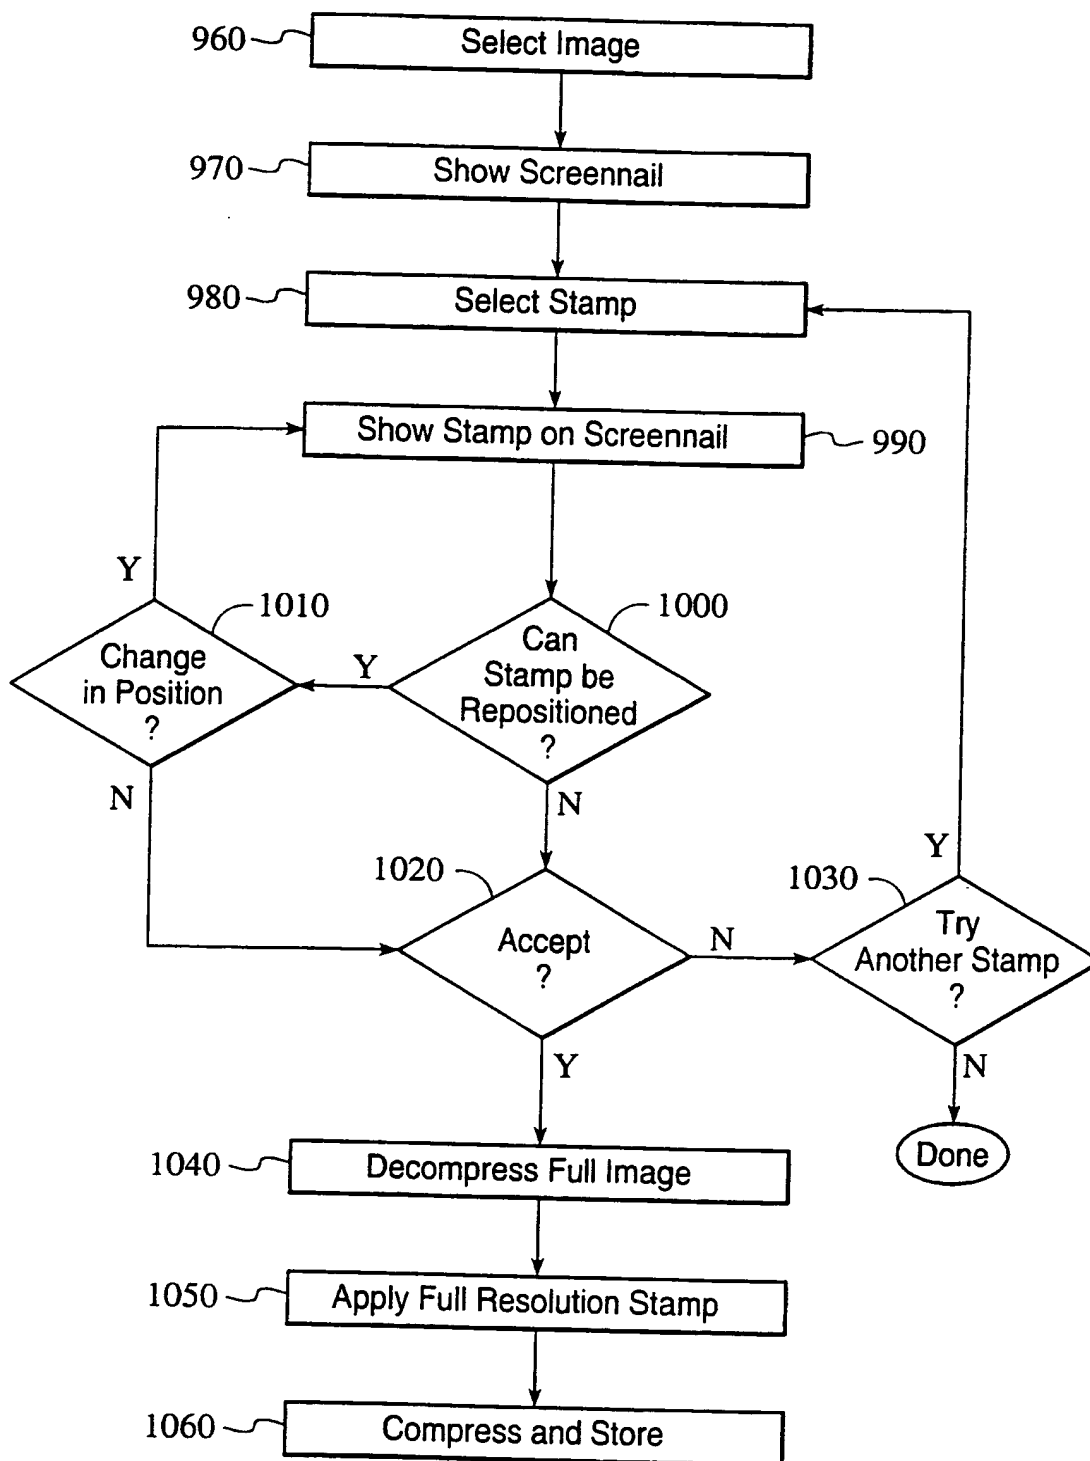 960
Select Image
970
Show Screennail
980
Select Stamp
Show Stamp on Screennail
990
Y
1010
1000
Change
in Position
?
Y
Can
Stamp be
Repositioned
?
N
N
1020
Y
1030
Accept
?
N
Try
Another Stamp
?
Y
N
1040
Decompress Full Image
Done
1050
Apply Full Resolution Stamp
1060
Compress and Store